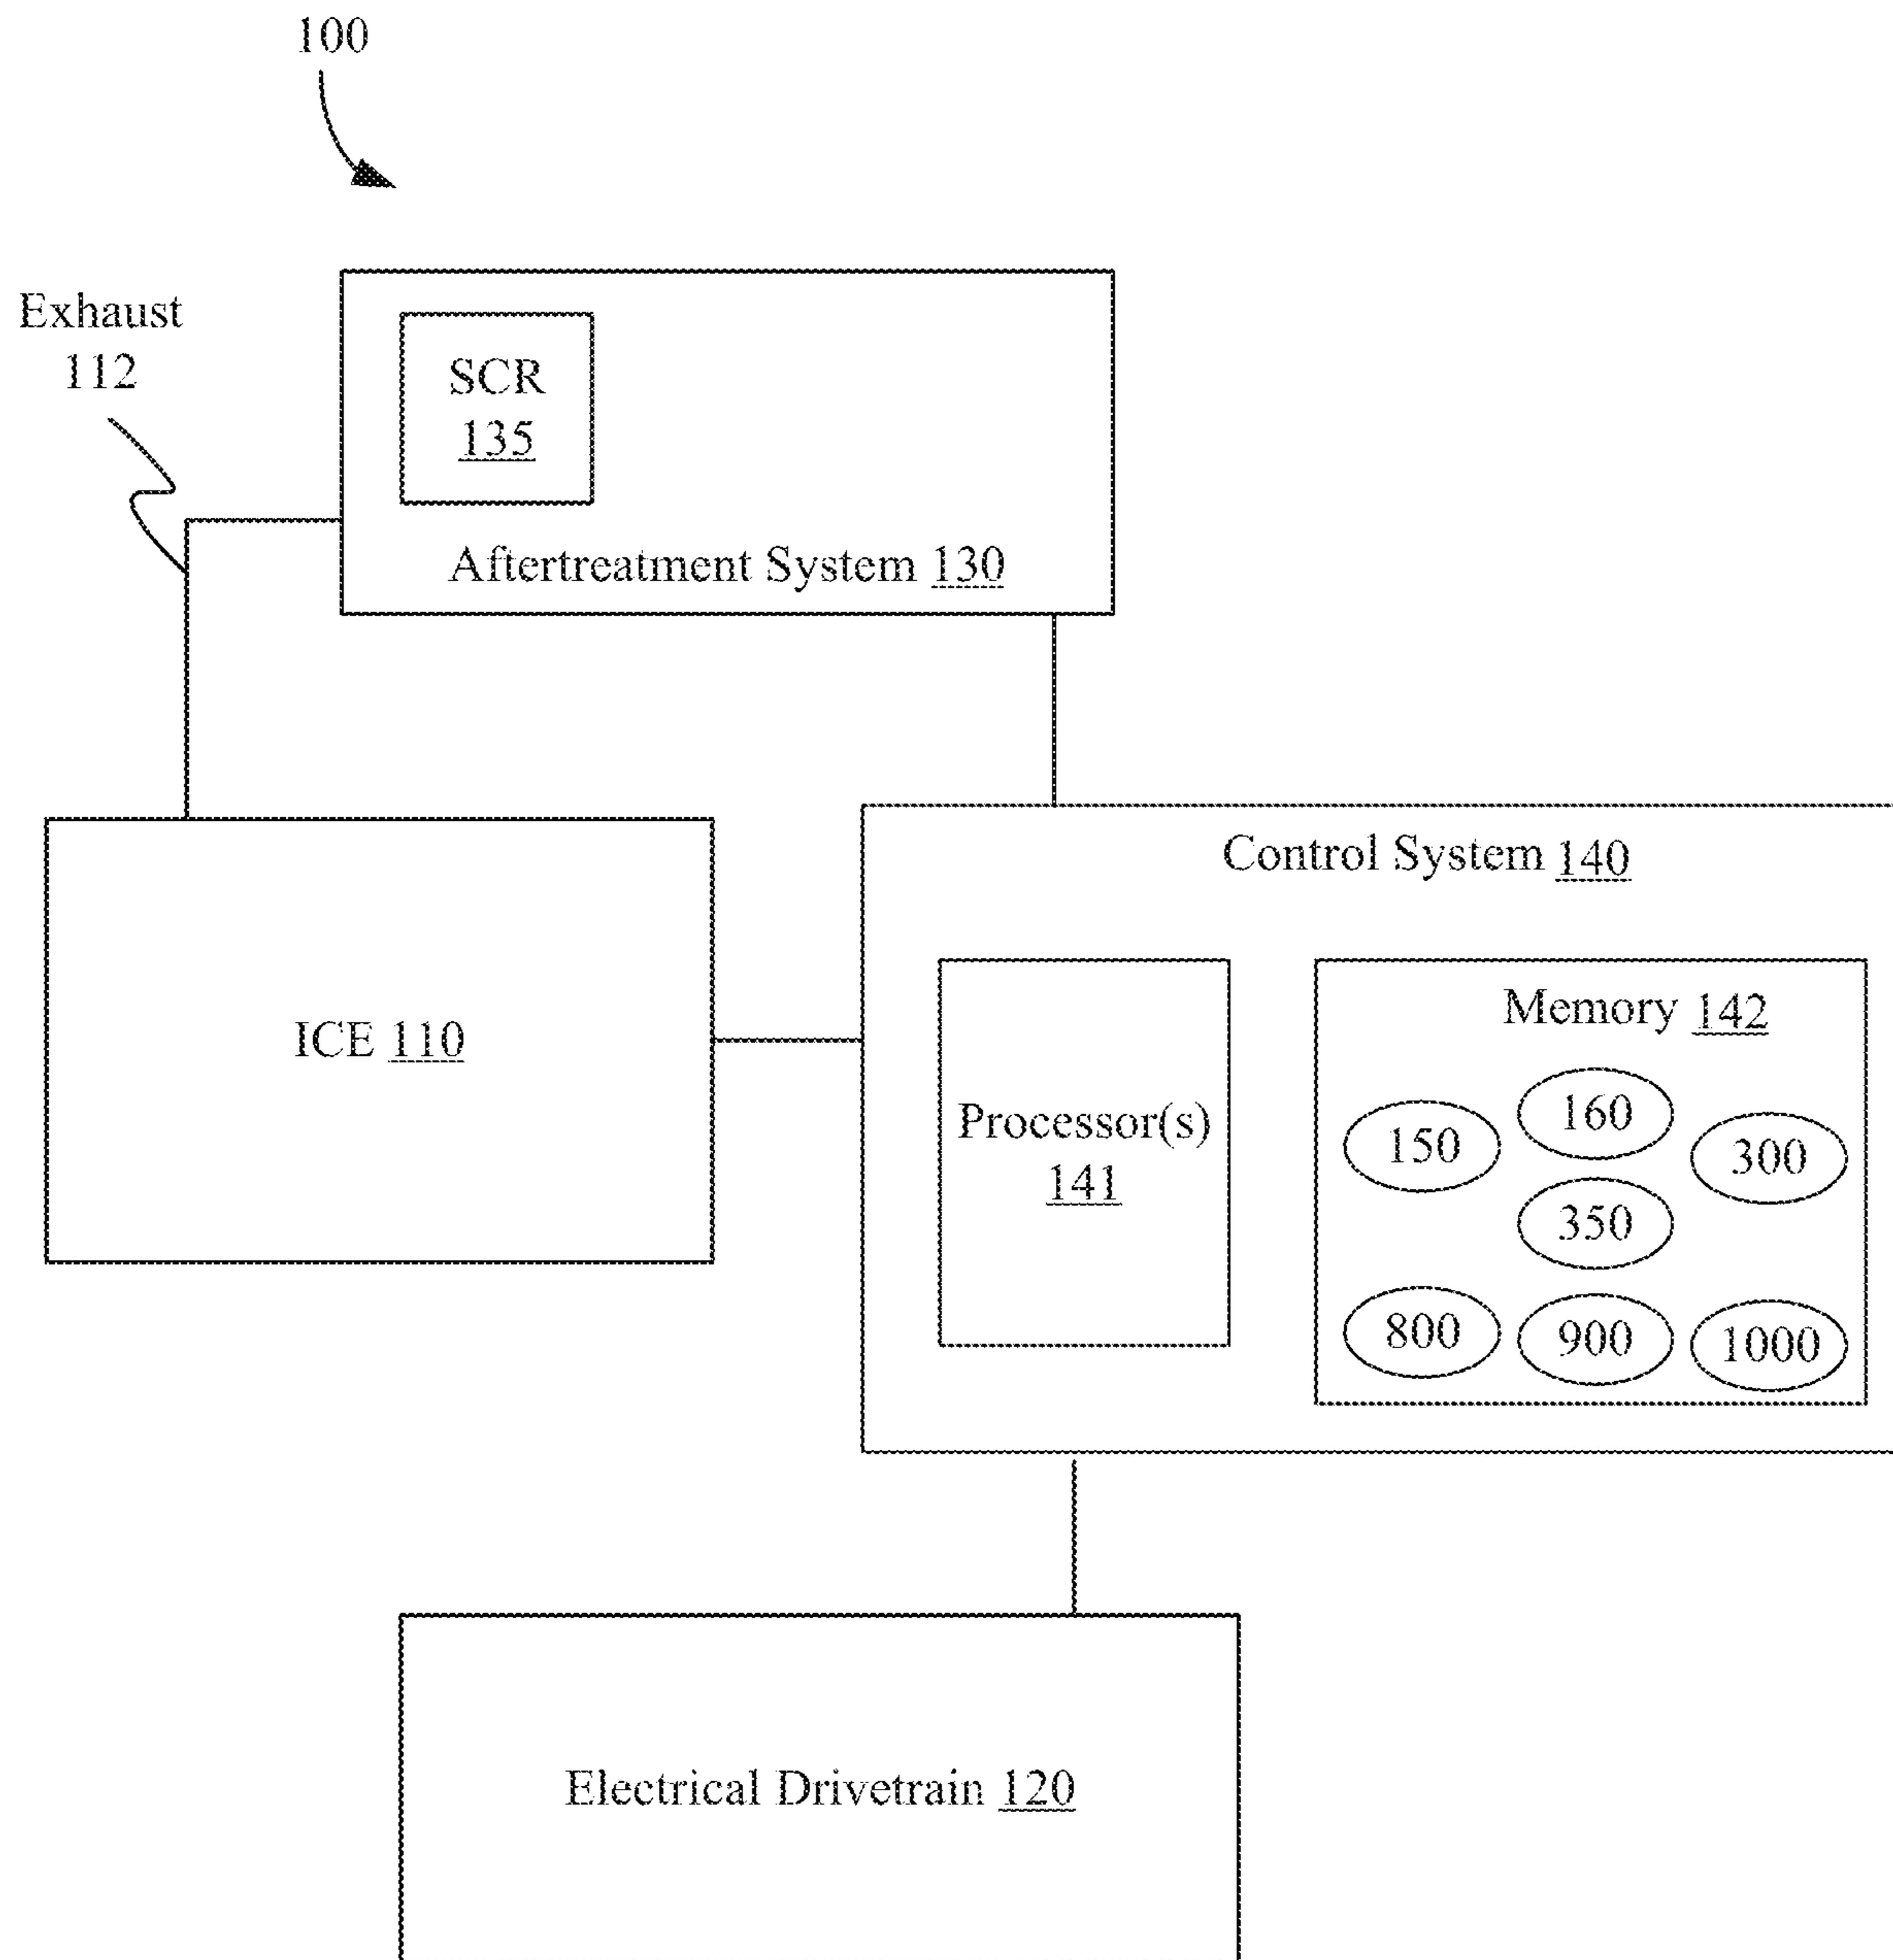 100
Exhaust
112
SCR
135
Aftertreatment System 130
Control System 140
ICE 110
Processor(s)
141
Memory 142
150
160
300
350
800
900
1000
Electrical Drivetrain 120